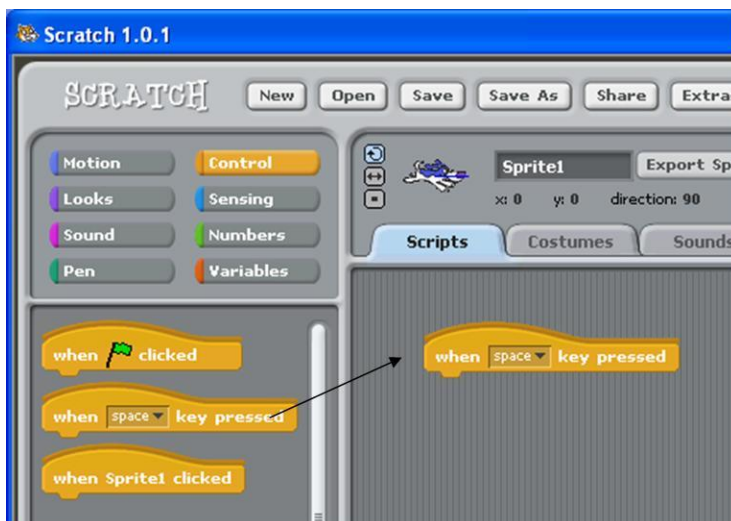 Scratch 1.0.1
SCRATCH New Open Save Save As Share Extra
Motion Control
Looks Sensing
Sound Numbers
Pen Variables
Sprite1 Export Sp
x: 0 y: 0 direction: 90
Scripts Costumes Sounds
when clicked
when space key pressed
when Sprite1 clicked
when space key pressed